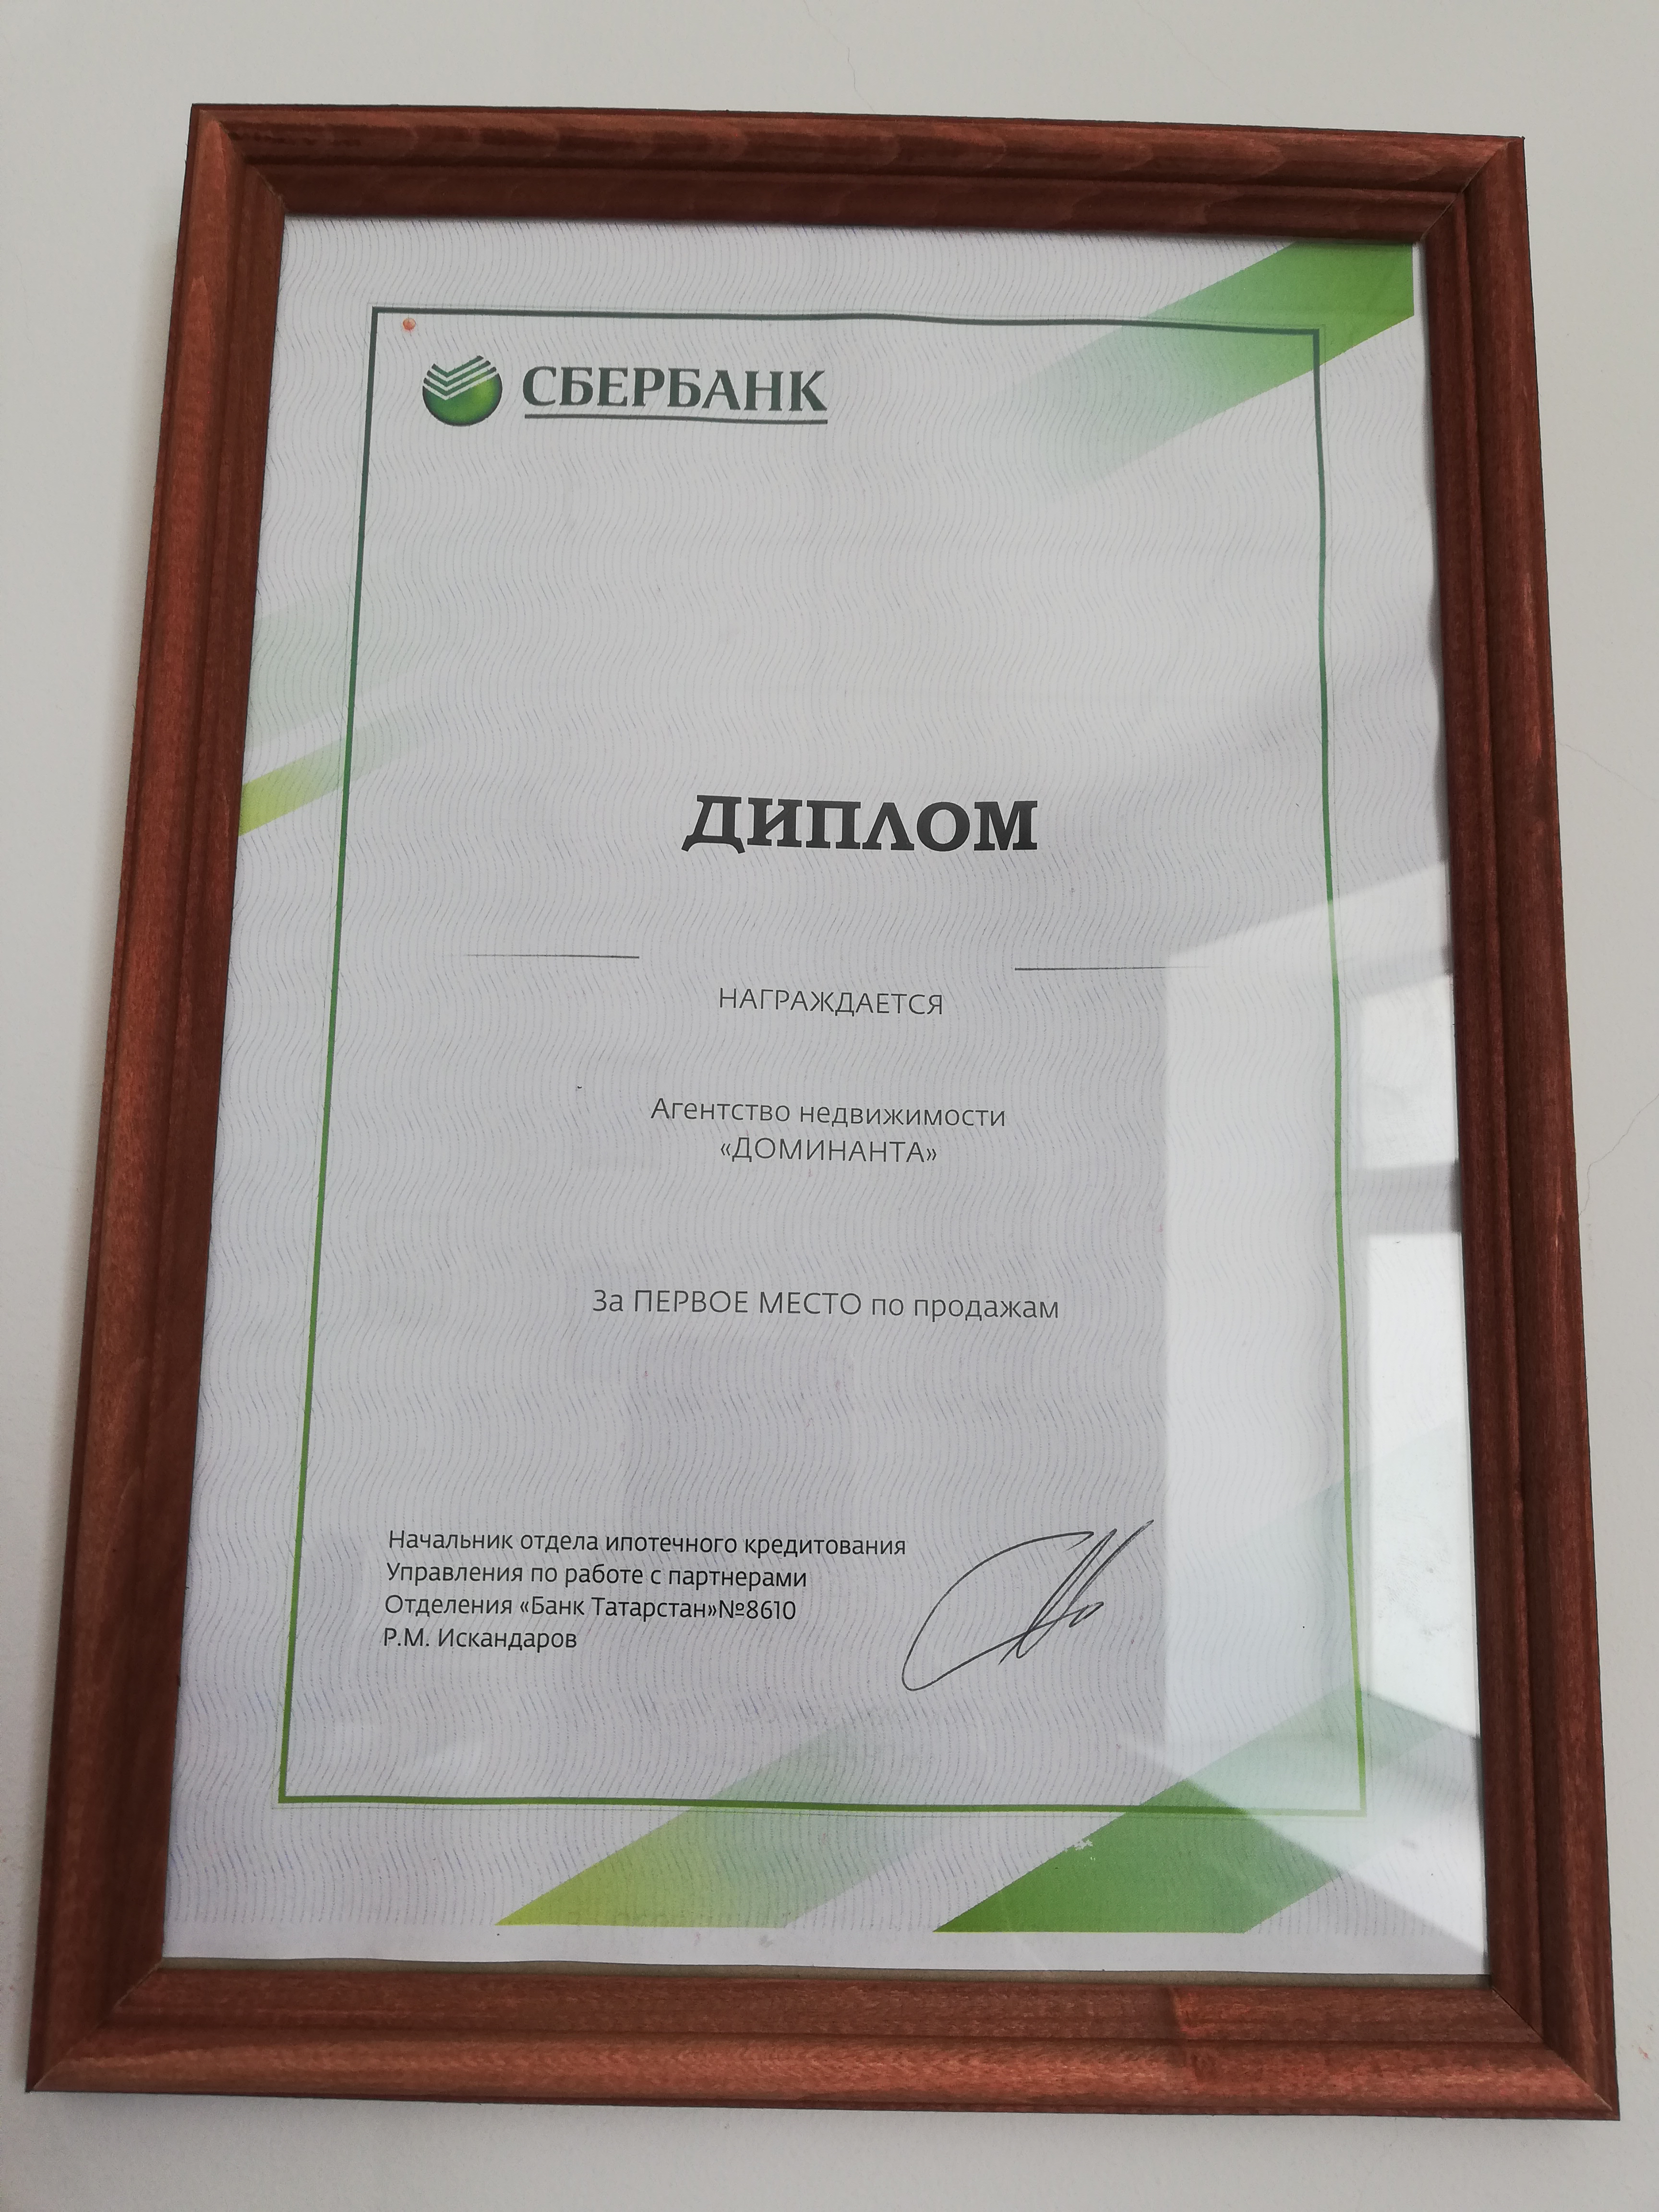 СБЕРБАНК
ДИПЛОМ
НАГРАЖДАЕТСЯ
Агентство недвижимости
«ДОМИНАНТА»
За ПЕРВОЕ МЕСТО по продажам
Начальник отдела ипотечного кредитования
Управления по работе с партнерами
Отделения «Банк Татарстан»№8610
Р.М. Искандаров